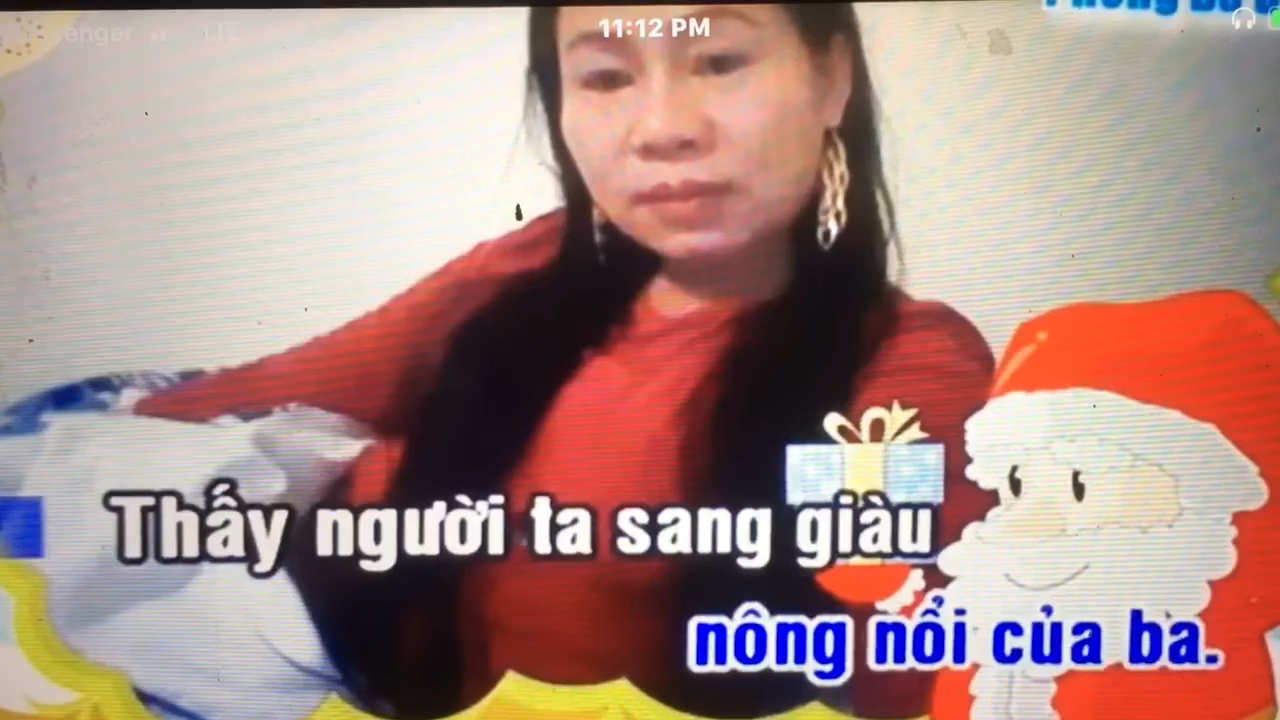 11:12 PM
Thấy người ta sang giàu
nông nổi của ba.